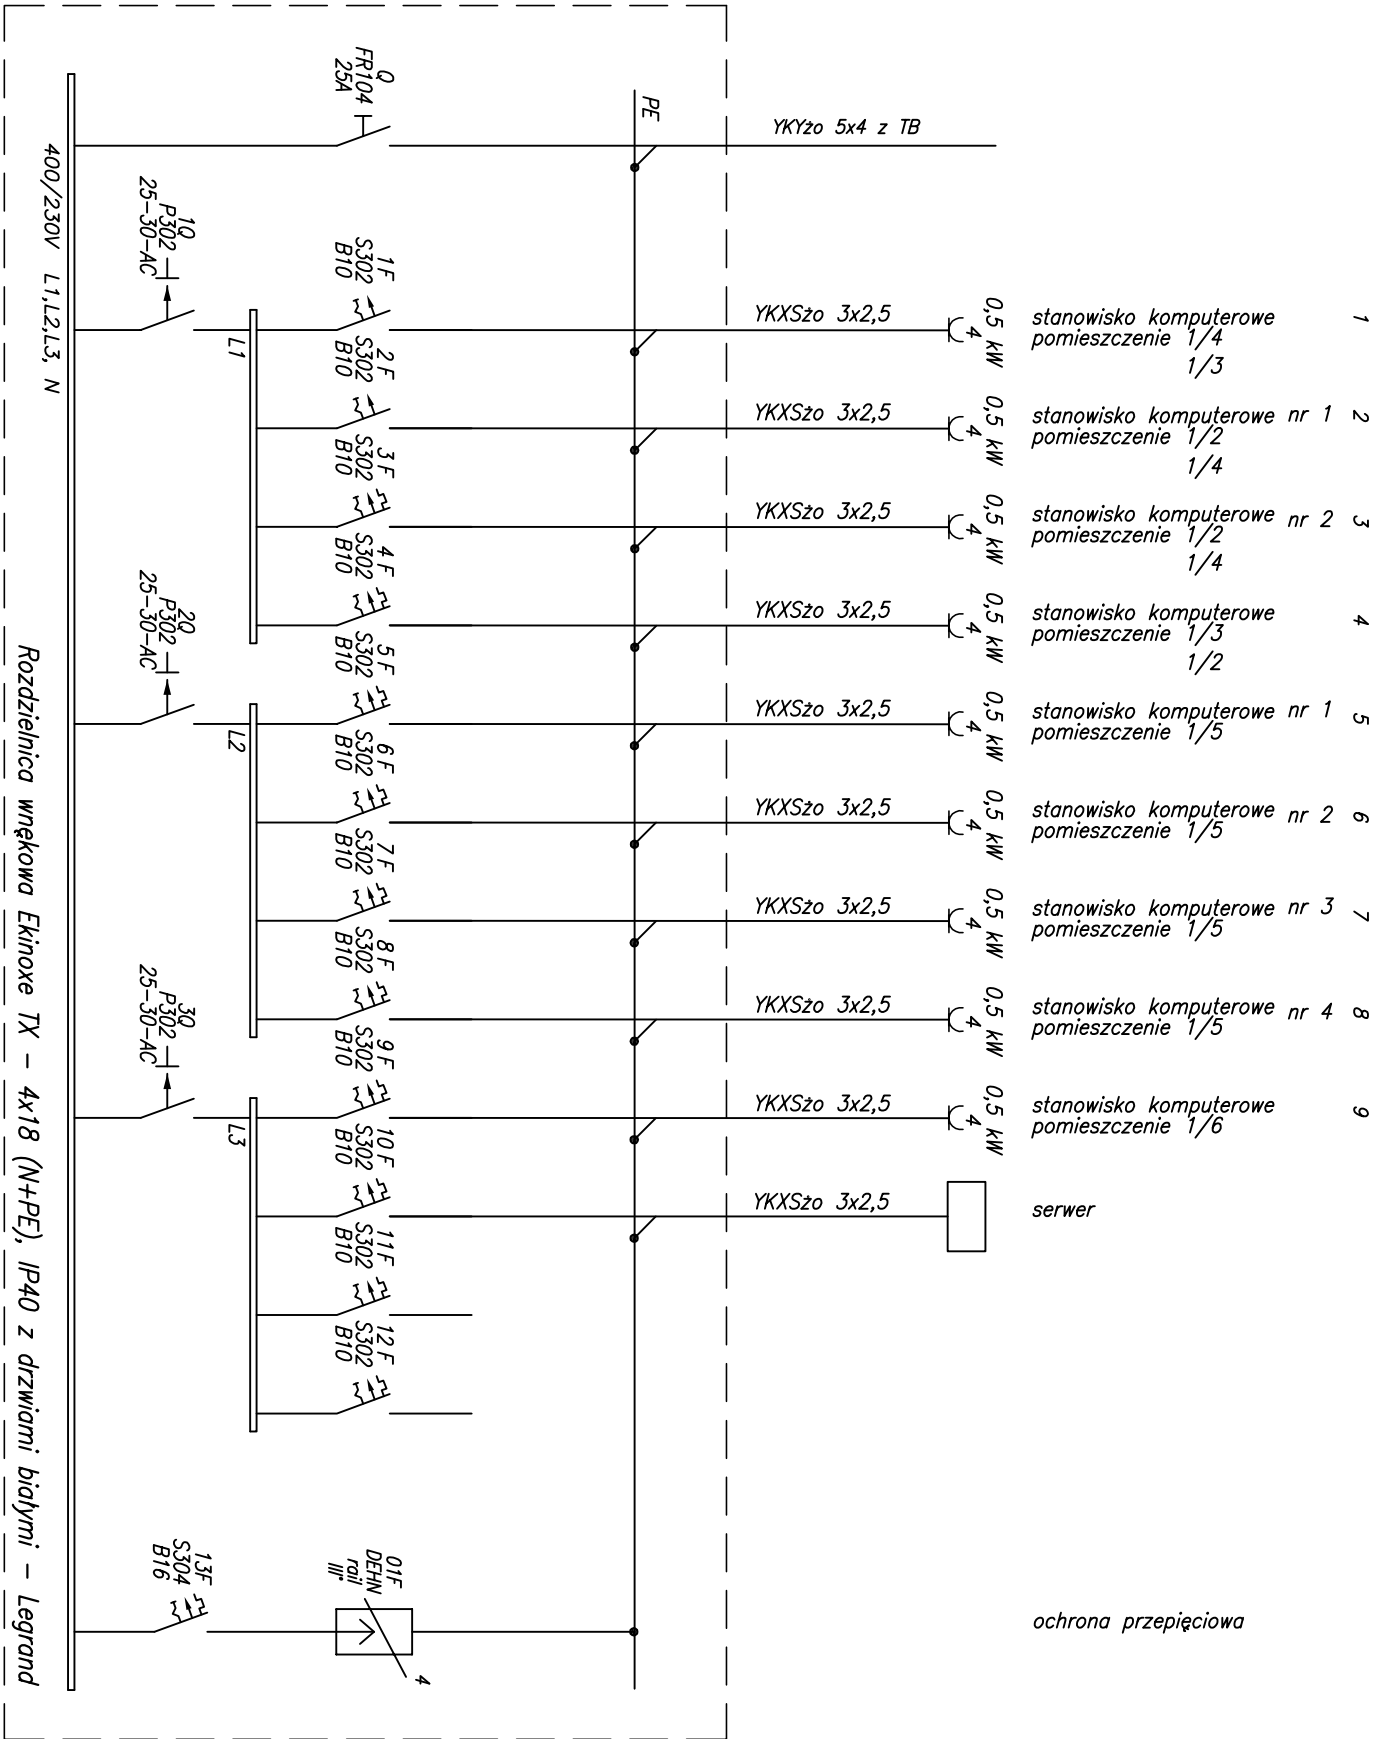 Q
FR104
25A
PE
YKYżo 5x4 z TB
400/230V L1,L2,L3, N
1Q
P302
25-30-AC
L1
1F
S302
B10
YKXSżo 3x2,5
4
0,5 kW
stanowisko komputerowe
pomieszczenie 1/4
1/3
1
2F
S302
B10
YKXSżo 3x2,5
4
0,5 kW
stanowisko komputerowe nr 1
pomieszczenie 1/2
1/4
2
3F
S302
B10
YKXSżo 3x2,5
4
0,5 kW
stanowisko komputerowe nr 2
pomieszczenie 1/2
1/4
3
4F
S302
B10
YKXSżo 3x2,5
4
0,5 kW
stanowisko komputerowe
pomieszczenie 1/3
1/2
4
2Q
P302
25-30-AC
L2
5F
S302
B10
YKXSżo 3x2,5
4
0,5 kW
stanowisko komputerowe nr 1
pomieszczenie 1/5
5
6F
S302
B10
YKXSżo 3x2,5
4
0,5 kW
stanowisko komputerowe nr 2
pomieszczenie 1/5
6
7F
S302
B10
YKXSżo 3x2,5
4
0,5 kW
stanowisko komputerowe nr 3
pomieszczenie 1/5
7
8F
S302
B10
YKXSżo 3x2,5
4
0,5 kW
stanowisko komputerowe nr 4
pomieszczenie 1/5
8
3Q
P302
25-30-AC
L3
9F
S302
B10
YKXSżo 3x2,5
4
0,5 kW
stanowisko komputerowe
pomieszczenie 1/6
9
10F
S302
B10
YKXSżo 3x2,5
serwer
11F
S302
B10
12F
S302
B10
13F
S304
B16
01F
DEHN
rail
4
ochrona przepięciowa
Rozdzielnica wnękowa Ekinoxe TX - 4x18 (N+PE), IP40 z drzwiami białymi - Legrand